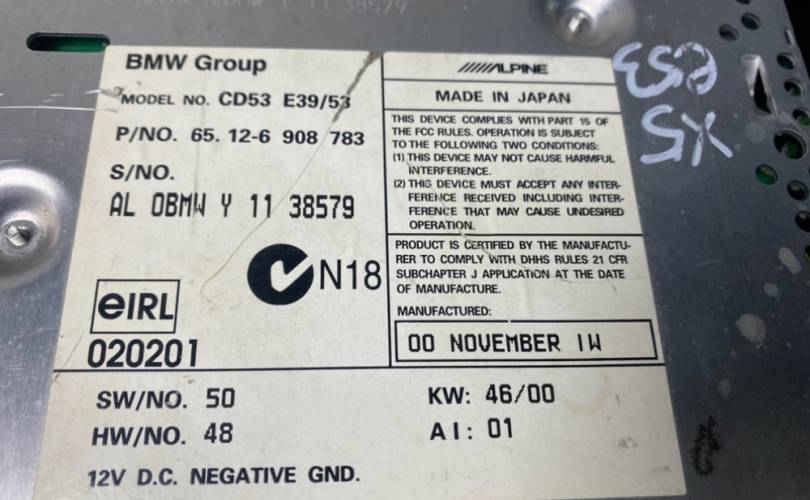 BMW Group
MODEL NO. CD53 E39/53
P/NO. 65. 12-6 908 783
S/NO.
AL 0BMW Y 11 38579
N18
eIRL
020201
ALPINE
MADE IN JAPAN
THIS DEVICE COMPLIES WITH PART 15 OF
THE FCC RULES. OPERATION IS SUBJECT
TO THE FOLLOWING TWO CONDITIONS:
(1) THIS DEVICE MAY NOT CAUSE HARMFUL
INTERFERENCE.
(2) THIS DEVICE MUST ACCEPT ANY INTER-
FERENCE RECEIVED INCLUDING INTER-
FERENCE THAT MAY CAUSE UNDESIRED
OPERATION.
PRODUCT IS CERTIFIED BY THE MANUFACTU-
RER TO COMPLY WITH DHHS RULES 21 CFR
SUBCHAPTER J APPLICATION AT THE DATE
OF MANUFACTURE.
MANUFACTURED:
00 NOVEMBER 1W
SW/NO. 50
HW/NO. 48
KW: 46/00
AI: 01
12V D.C. NEGATIVE GND.
E53
X5